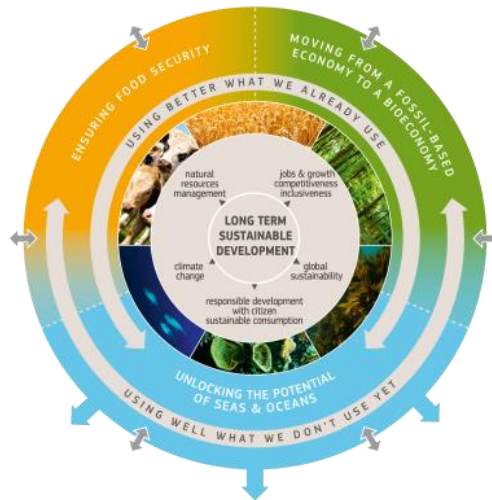 ENSURING FOOD SECURITY
MOVING FROM A FOSSIL-BASED
ECONOMY TO A BIOECONOMY
USING BETTER WHAT WE ALREADY USE
natural
resources
management
jobs & growth
competitiveness
inclusiveness
LONG TERM
SUSTAINABLE
DEVELOPMENT
climate
change
global
sustainability
responsible development
with citizen
sustainable consumption
UNLOCKING THE POTENTIAL
OF SEAS & OCEANS
USING WELL WHAT WE DON'T USE YET